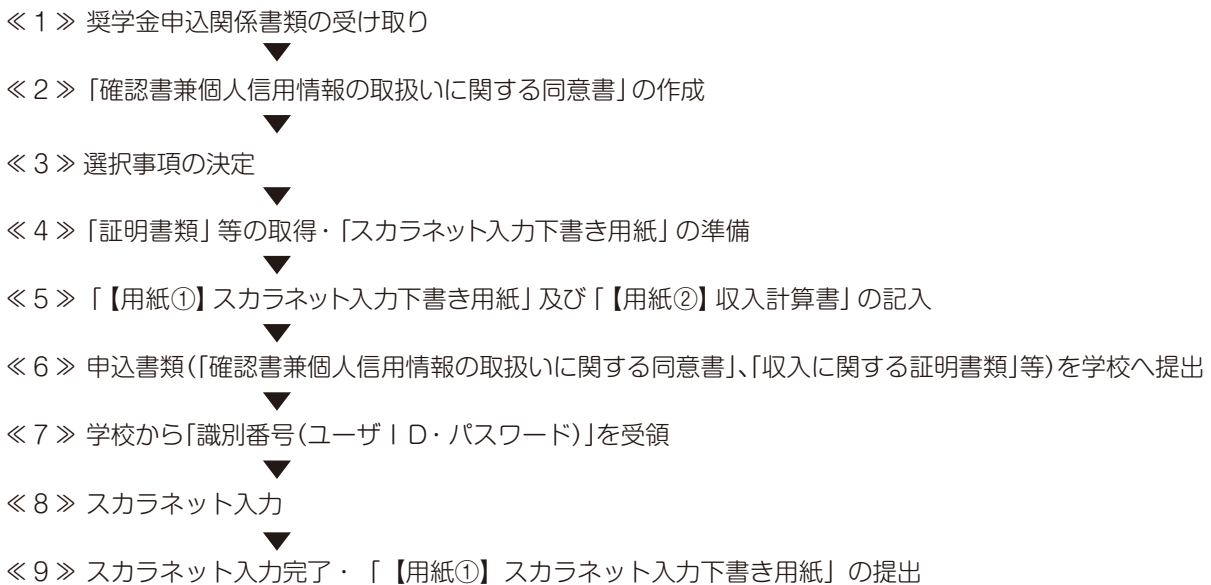 ≪1≫ 奨学金申込関係書類の受け取り
▼
≪2≫ 「確認書兼個人信用情報の取扱いに関する同意書」の作成
▼
≪3≫ 選択事項の決定
▼
≪4≫ 「証明書類」等の取得・「スカラネット入力下書き用紙」の準備
▼
≪5≫ 「【用紙①】スカラネット入力下書き用紙」及び「【用紙②】収入計算書」の記入
▼
≪6≫ 申込書類(「確認書兼個人信用情報の取扱いに関する同意書」、「収入に関する証明書類」等)を学校へ提出
▼
≪7≫ 学校から「識別番号(ユーザID・パスワード)」を受領
▼
≪8≫ スカラネット入力
▼
≪9≫ スカラネット入力完了・「【用紙①】スカラネット入力下書き用紙」の提出